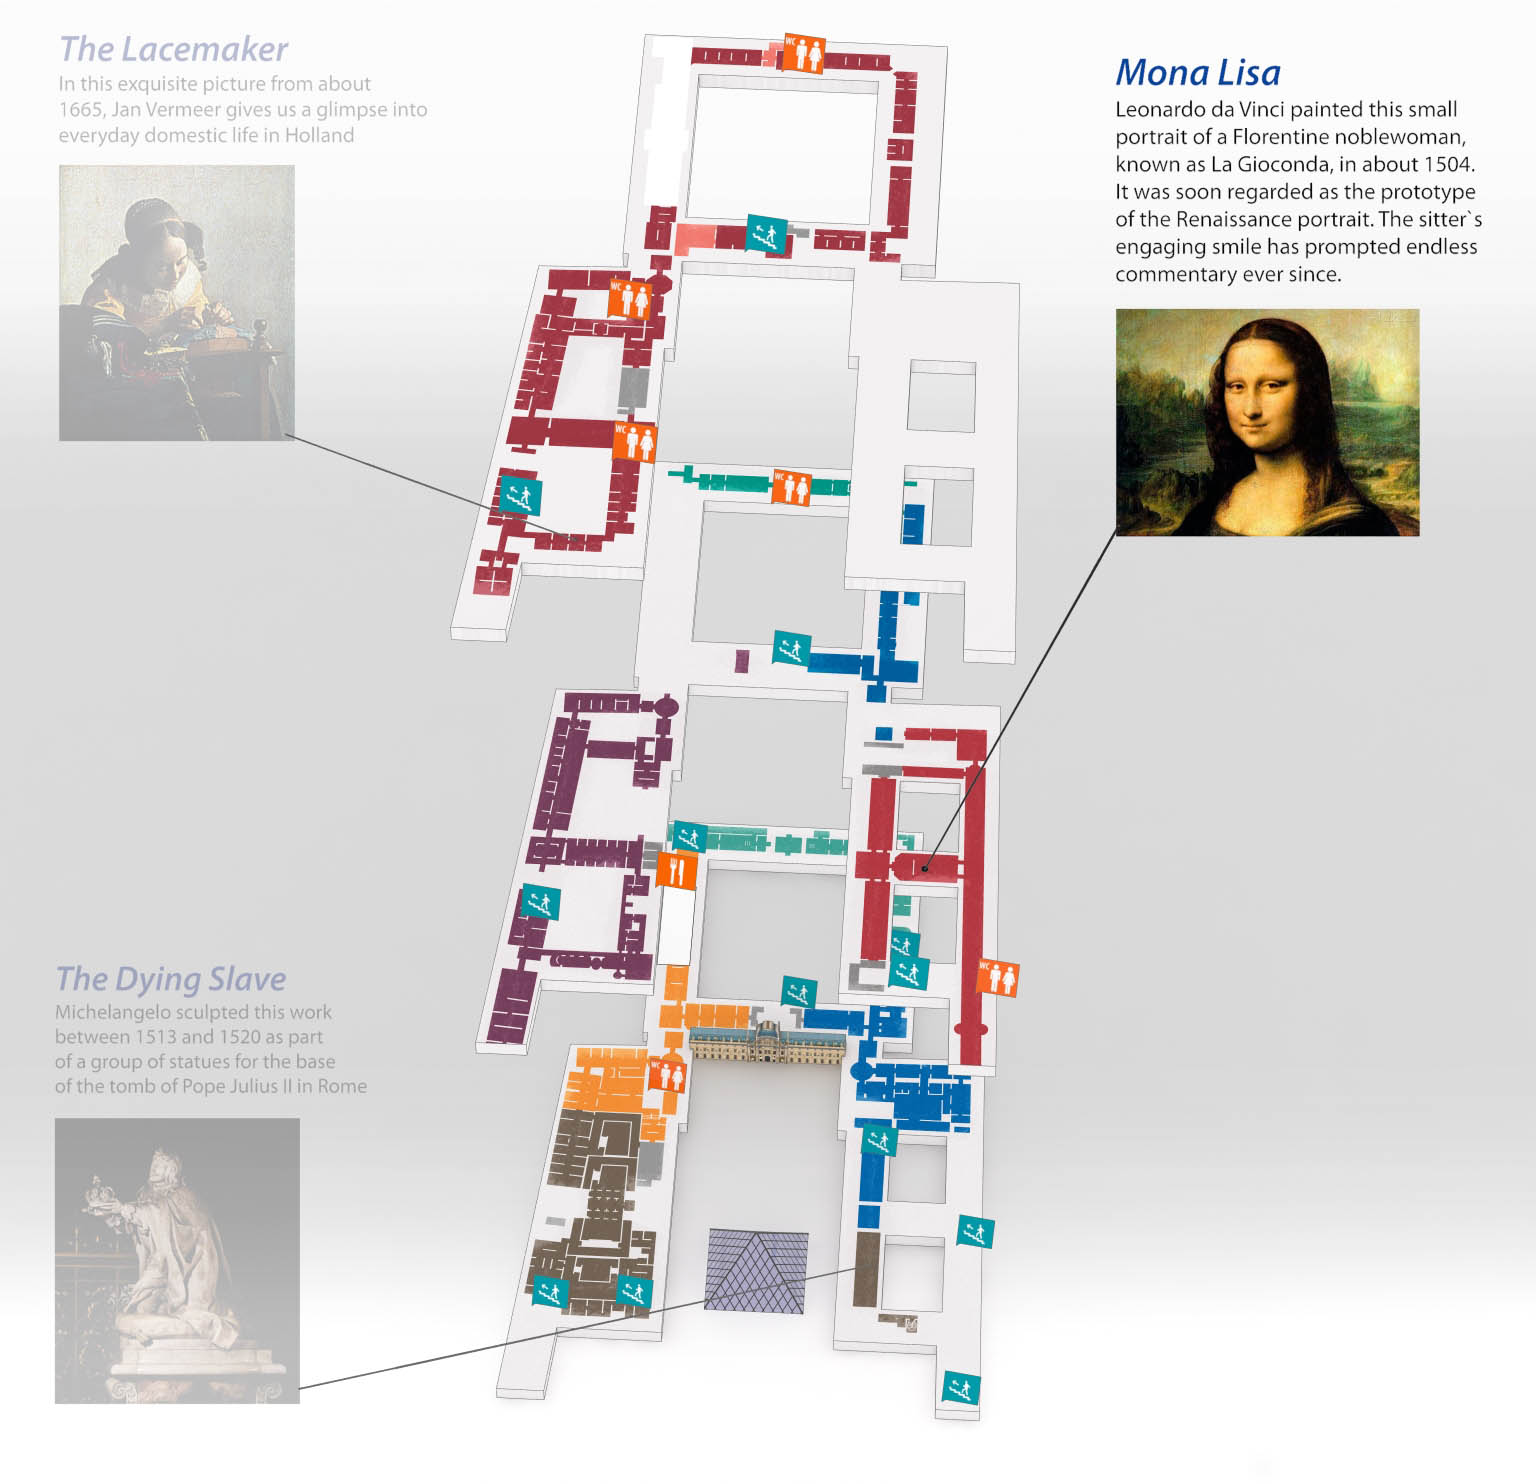 The Lacemaker
In this exquisite picture from about
1665, Jan Vermeer gives us a glimpse into
everyday domestic life in Holland
Mona Lisa
Leonardo da Vinci painted this small
portrait of a Florentine noblewoman,
known as La Gioconda, in about 1504.
It was soon regarded as the prototype
of the Renaissance portrait. The sitter`s
engaging smile has prompted endless
commentary ever since.
WC
WC
WC
WC
WC
WC
The Dying Slave
Michelangelo sculpted this work
between 1513 and 1520 as part
of a group of statues for the base
of the tomb of Pope Julius II in Rome